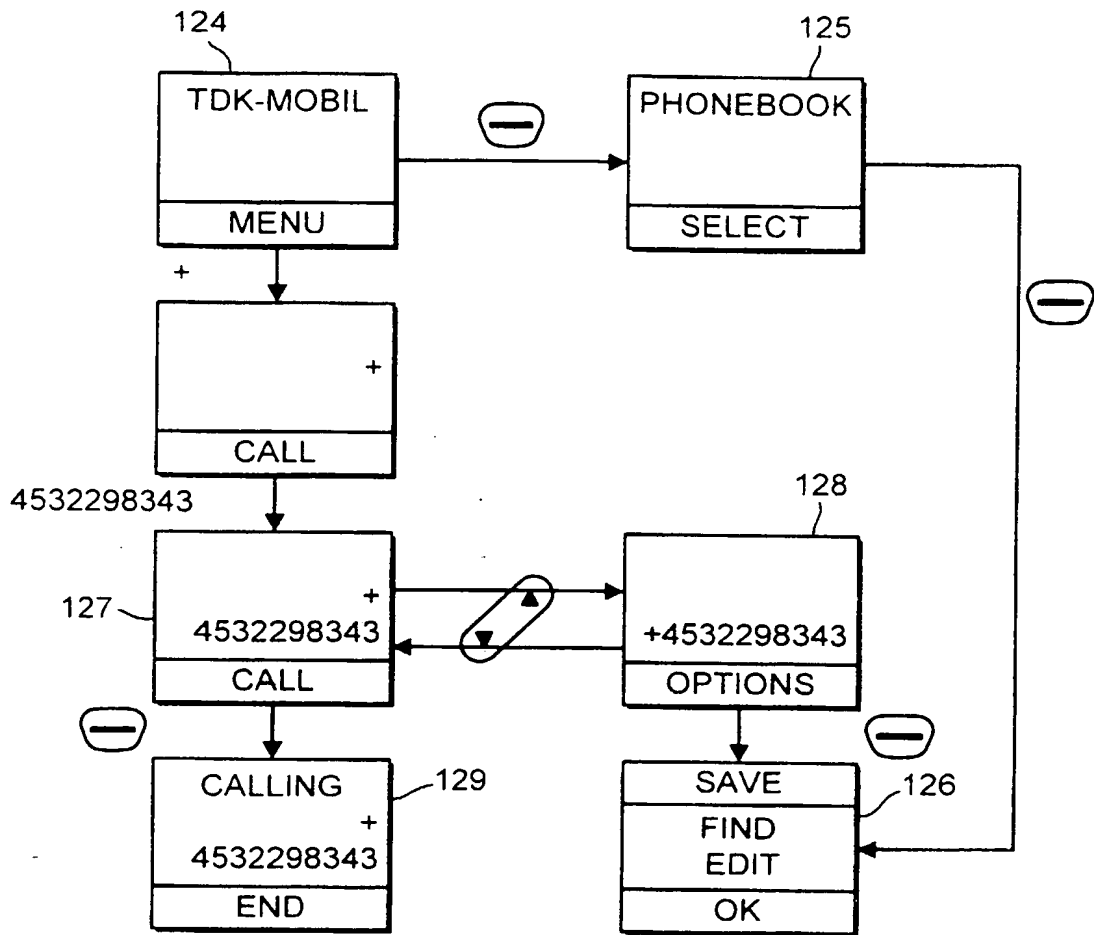 124
125
TDK-MOBIL
MENU
PHONEBOOK
SELECT
+
+
CALL
4532298343
127
+
4532298343
CALL
128
+4532298343
OPTIONS
129
CALLING
+
4532298343
END
126
SAVE
FIND
EDIT
OK